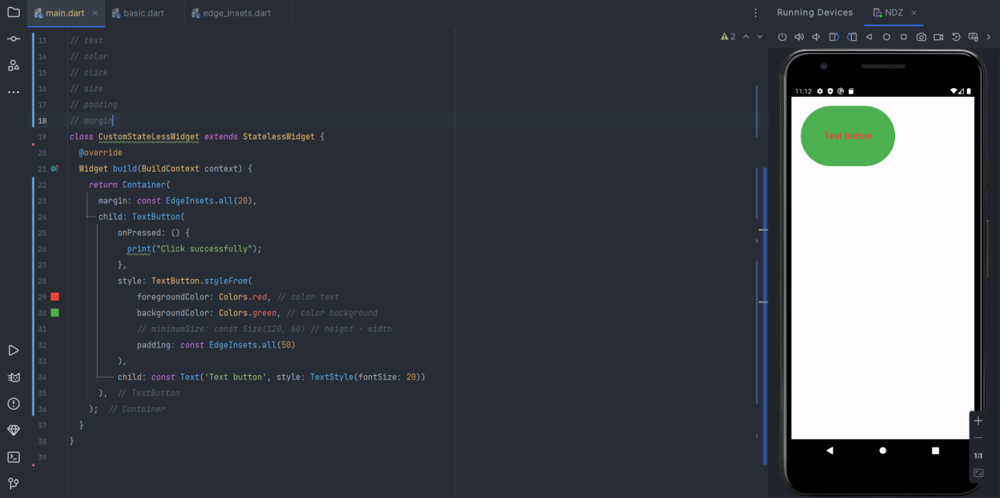 main.dart
basic.dart
edge_insets.dart
Running Devices
NDZ
2
13 // text
14 // color
15 // click
16 // size
17 // padding
18 // margin
19 class CustomStateLessWidget extends StatelessWidget {
20 @override
21 Widget build(BuildContext context) {
22 return Container(
23 margin: const EdgeInsets.all(20),
24 child: TextButton(
25 onPressed: () {
26 print("Click successfully");
27 },
28 style: TextButton.styleFrom(
29 foregroundColor: Colors.red, // color text
30 backgroundColor: Colors.green, // color background
31 // minimumSize: const Size(120, 60) // height - width
32 padding: const EdgeInsets.all(50)
33 ),
34 child: const Text('Text button', style: TextStyle(fontSize: 20))
35 ), // TextButton
36 ); // Container
37 }
38 }
39
11:12
Text button
1:1